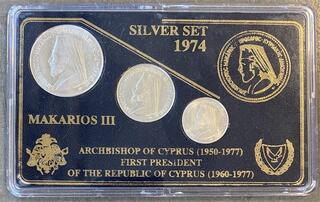 SILVER SET
1974
MAKARIOS III
ARCHBISHOP OF CYPRUS (1950-1977)
FIRST PRESIDENT
OF THE REPUBLIC OF CYPRUS (1960-1977)